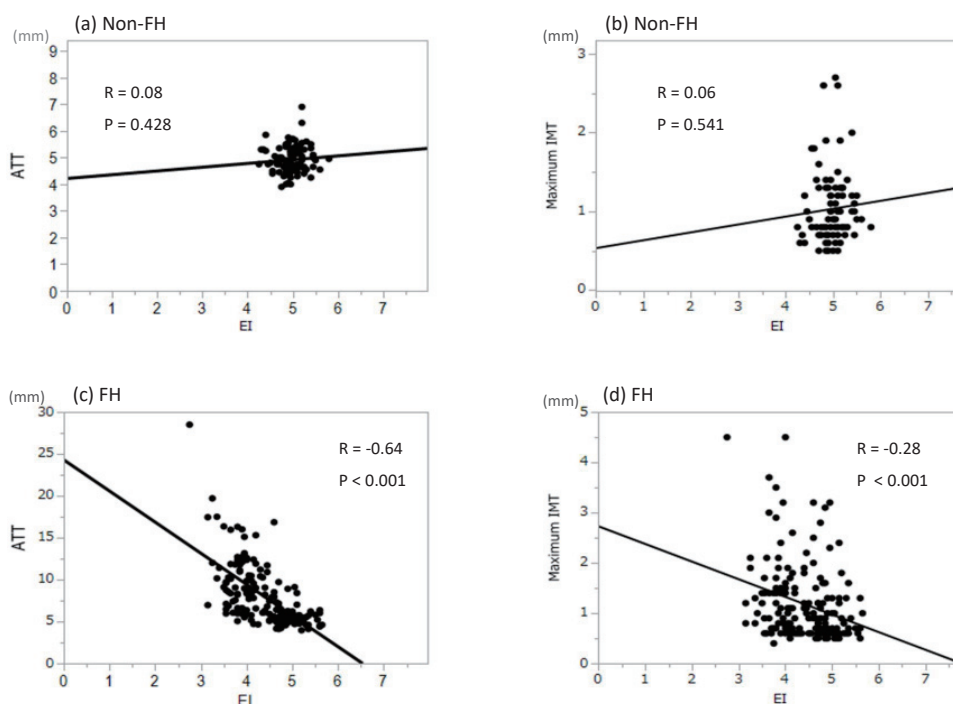 (mm)
(a) Non-FH
9
8
7
6
5
4
3
2
1
0
ATT
R = 0.08
P = 0.428
0 1 2 3 4 5 6 7
EI
(mm)
(b) Non-FH
3
2
1
0
Maximum IMT
R = 0.06
P = 0.541
0 1 2 3 4 5 6 7
EI
(mm)
(c) FH
30
25
20
15
10
5
0
ATT
R = -0.64
P < 0.001
0 1 2 3 4 5 6 7
EI
(mm)
(d) FH
5
4
3
2
1
0
Maximum IMT
R = -0.28
P < 0.001
0 1 2 3 4 5 6 7
EI